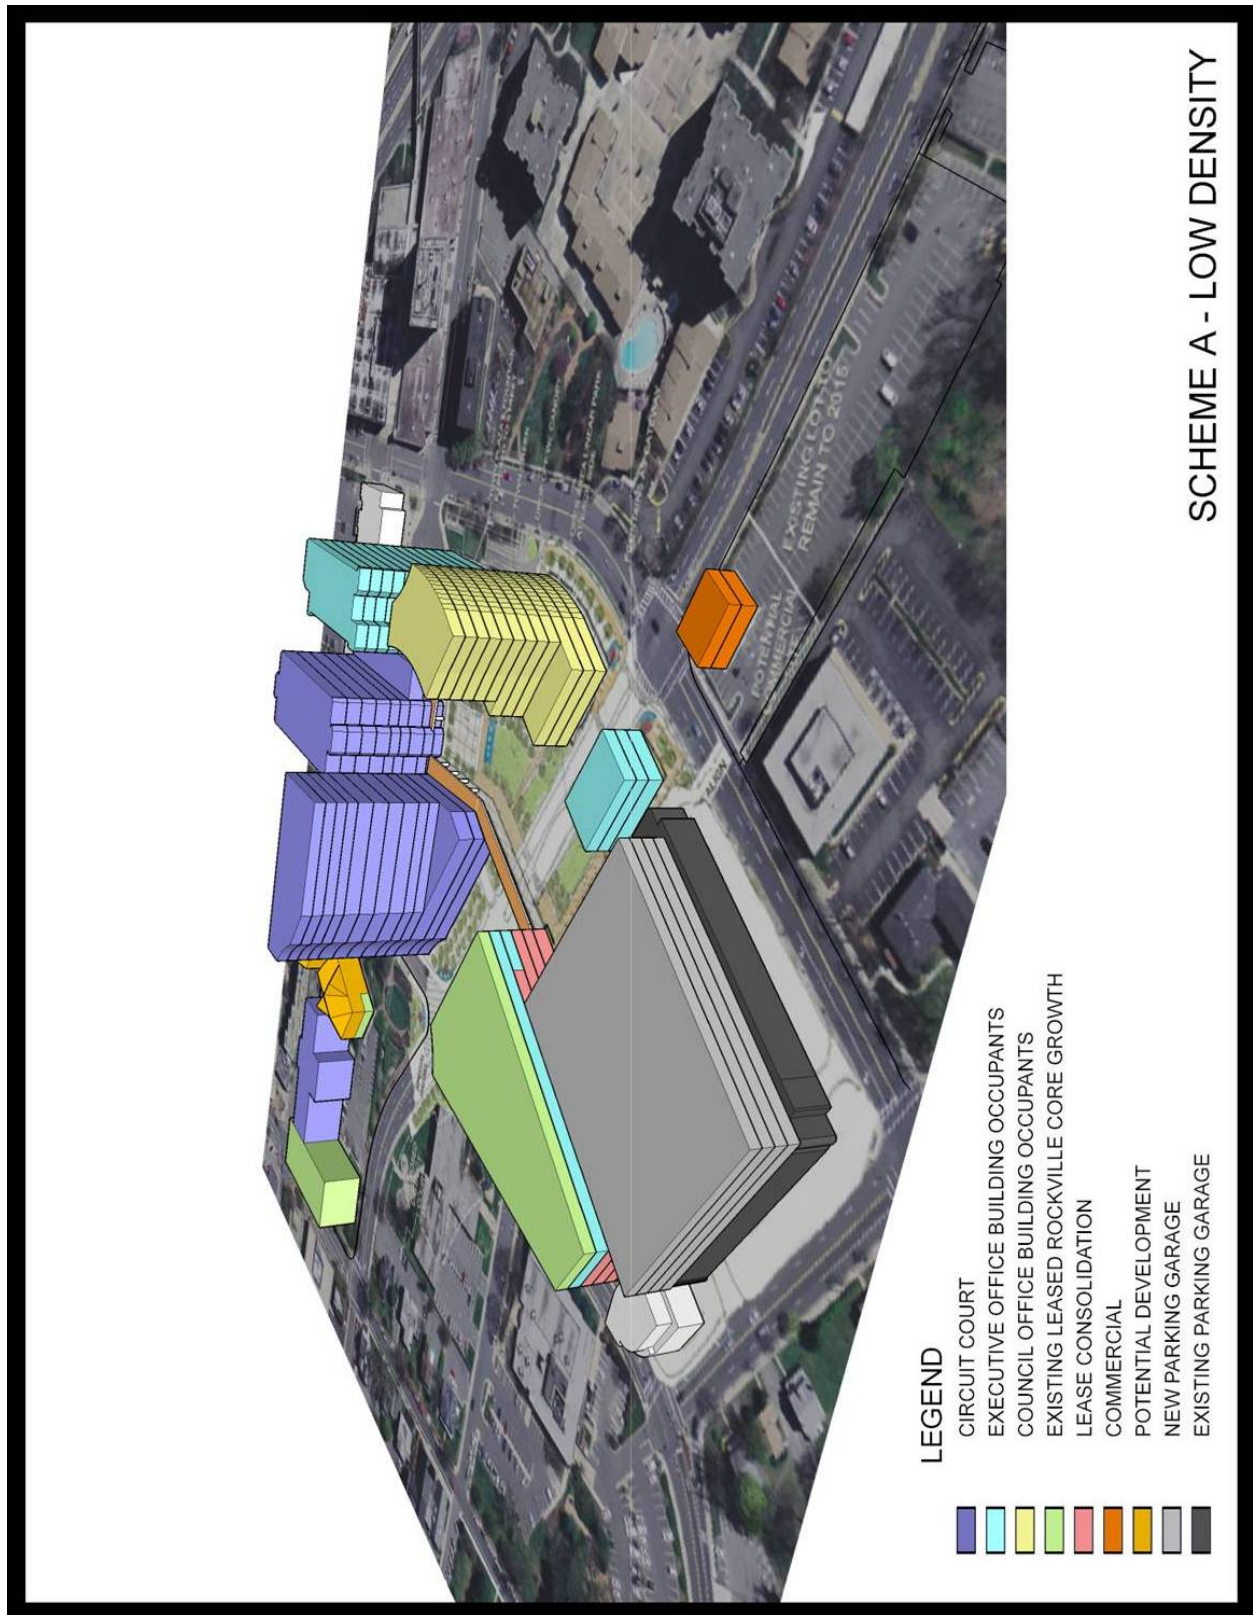 EXISTING LOT TO
REMAIN TO 2015
POTENTIAL
COMMERCIAL
SITE
ALIGN
LEGEND
CIRCUIT COURT
EXECUTIVE OFFICE BUILDING OCCUPANTS
COUNCIL OFFICE BUILDING OCCUPANTS
EXISTING LEASED ROCKVILLE CORE GROWTH
LEASE CONSOLIDATION
COMMERCIAL
POTENTIAL DEVELOPMENT
NEW PARKING GARAGE
EXISTING PARKING GARAGE
SCHEME A - LOW DENSITY